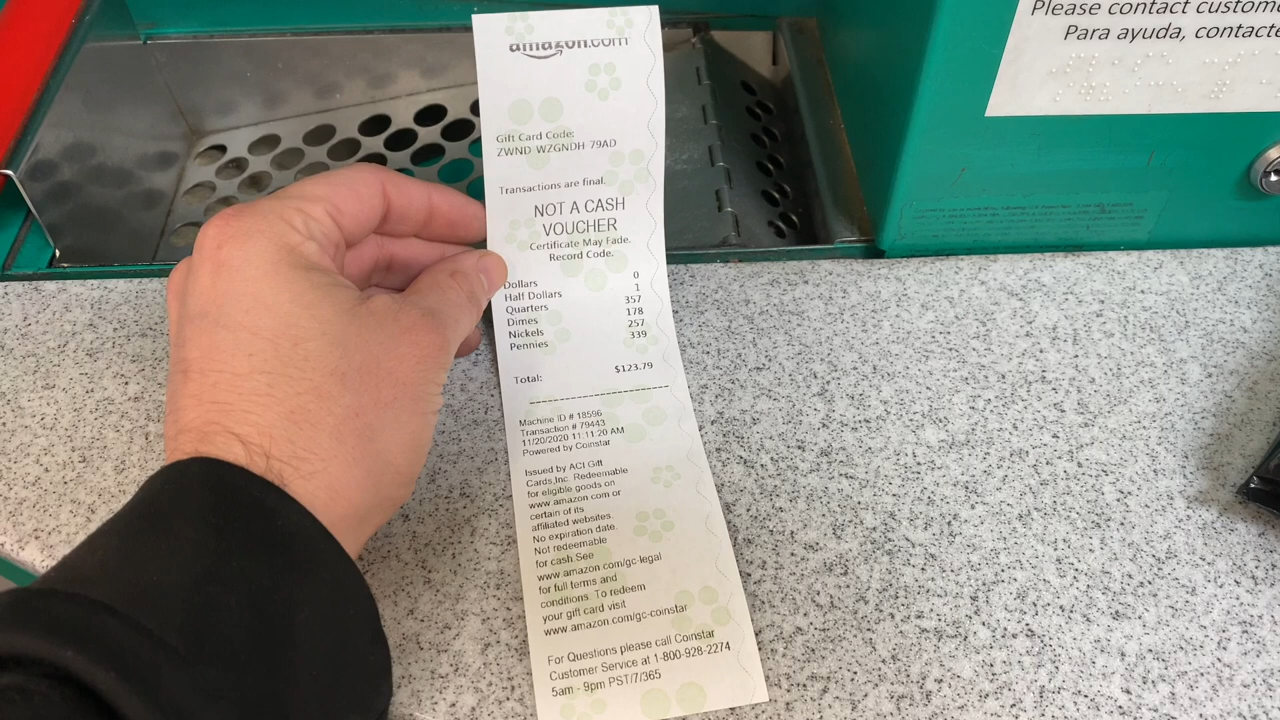 amazon.com
Gift Card Code:
ZWND WZGNDH 79AD
Transactions are final.
NOT A CASH
VOUCHER
Certificate May Fade.
Record Code.
Dollars 0
Half Dollars 1
Quarters 357
Dimes 178
Nickels 257
Pennies 339
Total: $123.79
Machine ID # 18596
Transaction # 79443
11/20/2020 11:11:20 AM
Powered by Coinstar
Issued by ACI Gift
Cards,Inc. Redeemable
for eligible goods on
www.amazon.com or
certain of its
affiliated websites.
No expiration date.
Not redeemable
for cash.See
www.amazon.com/gc-legal
for full terms and
conditions. To redeem
your gift card visit
www.amazon.com/gc-coinstar
For Questions please call Coinstar
Customer Service at 1-800-928-2274
5am - 9pm PST/7/365
Please contact custome
Para ayuda, contacte